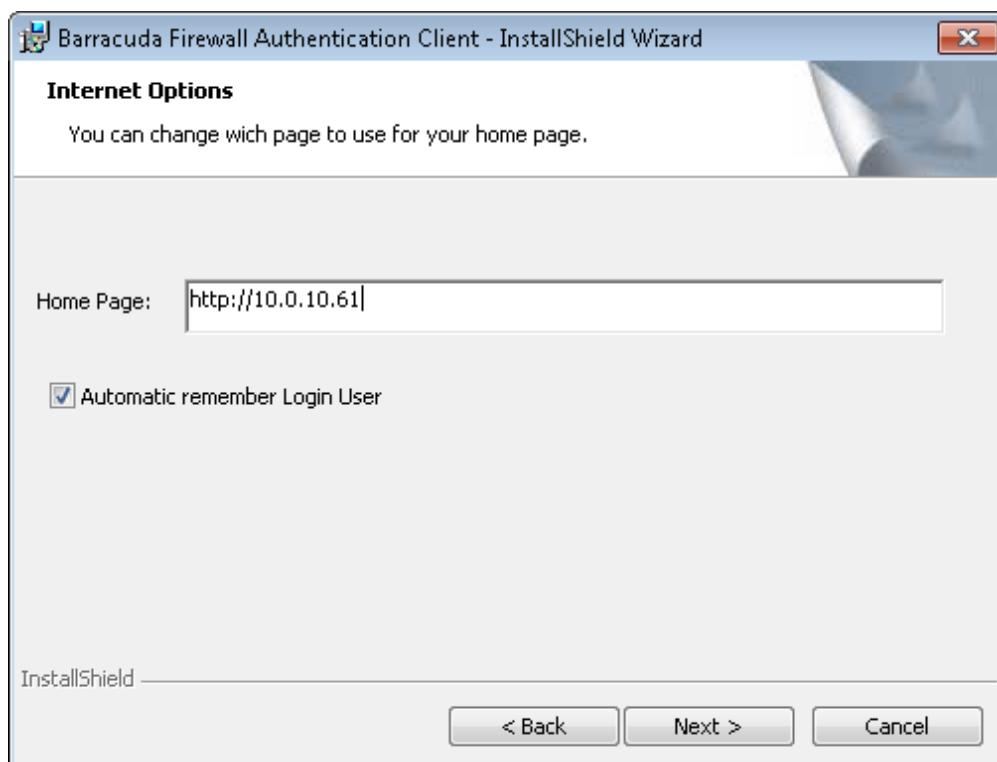 Barracuda Firewall Authentication Client - InstallShield Wizard
Internet Options
You can change wich page to use for your home page.
Home Page: http://10.0.10.61
Automatic remember Login User
InstallShield
< Back Next > Cancel